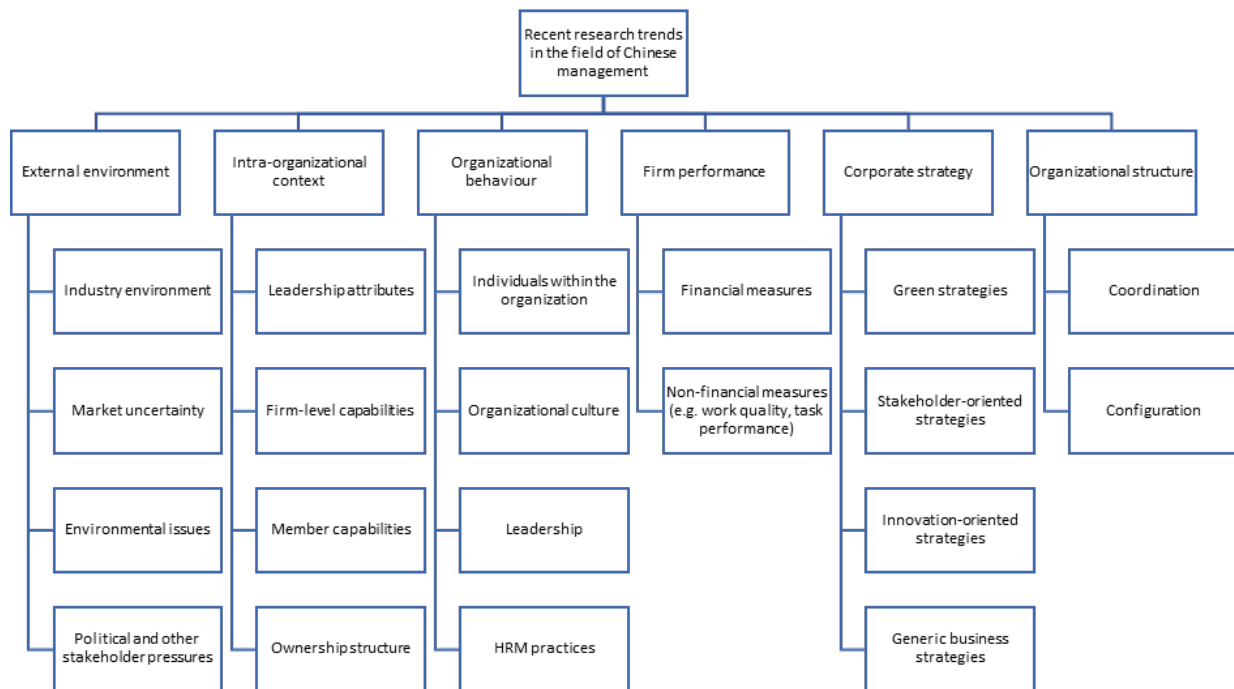 Recent research trends
in the field of Chinese
management
External environment
Intra-organizational
context
Organizational
behaviour
Firm performance
Corporate strategy
Organizational structure
Industry environment
Leadership attributes
Individuals within the
organization
Financial measures
Green strategies
Coordination
Market uncertainty
Firm-level capabilities
Organizational culture
Non-financial measures
(e.g. work quality, task
performance)
Stakeholder-oriented
strategies
Configuration
Environmental issues
Member capabilities
Leadership
Innovation-oriented
strategies
Political and other
stakeholder pressures
Ownership structure
HRM practices
Generic business
strategies